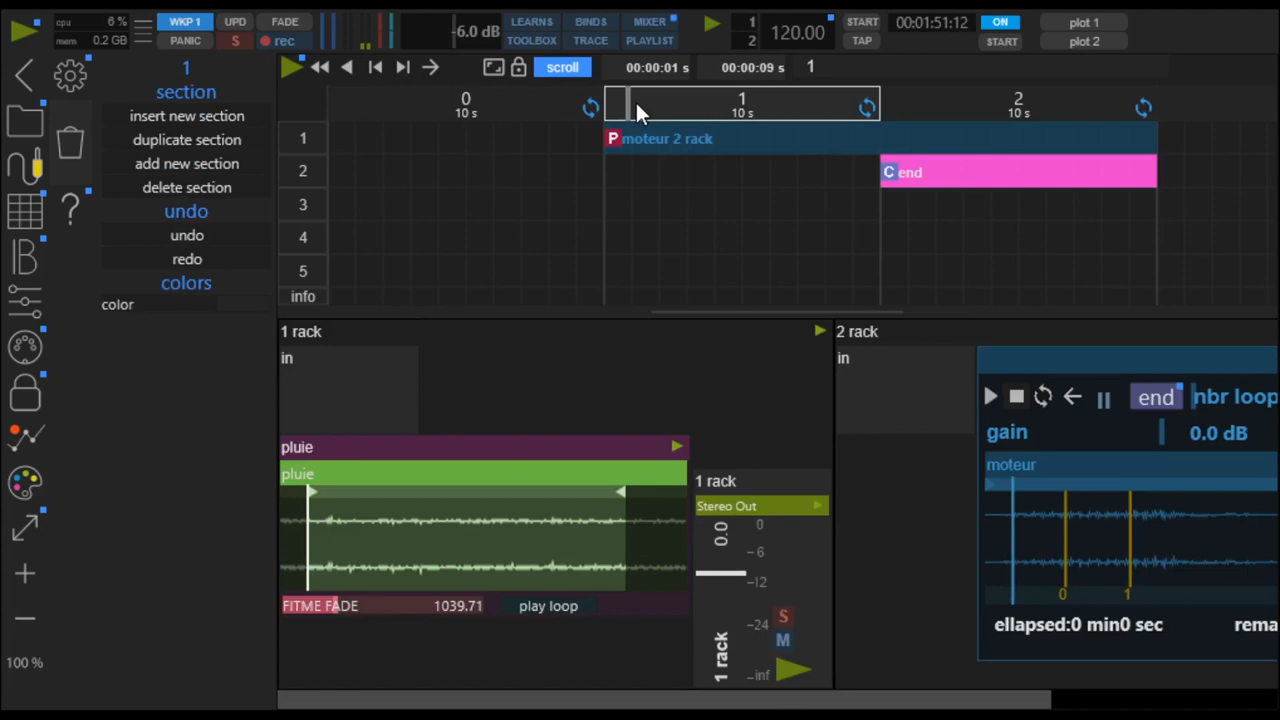 cpu 6 % WKP 1 UPD FADE LEARNS BINDS MIXER 1 START 00:01:51:12 ON plot 1
mem 0.2 GB PANIC S rec -6.0 dB TOOLBOX TRACE PLAYLIST 2 120.00 TAP START plot 2
1
section
insert new section
duplicate section
add new section
delete section
undo
undo
redo
colors
color
100 %
scroll 00:00:01 s 00:00:09 s 1
0 1 2
10 s 10 s 10 s
1 P moteur 2 rack
2 C end
3
4
5
info
1 rack
in
pluie
pluie
FITME FADE 1039.71 play loop
1 rack
Stereo Out
0.0
0
-6
-12
-24
-inf
S
M
1 rack
2 rack
in
end nbr loop
gain 0.0 dB
moteur
0 1
ellapsed:0 min0 sec rema